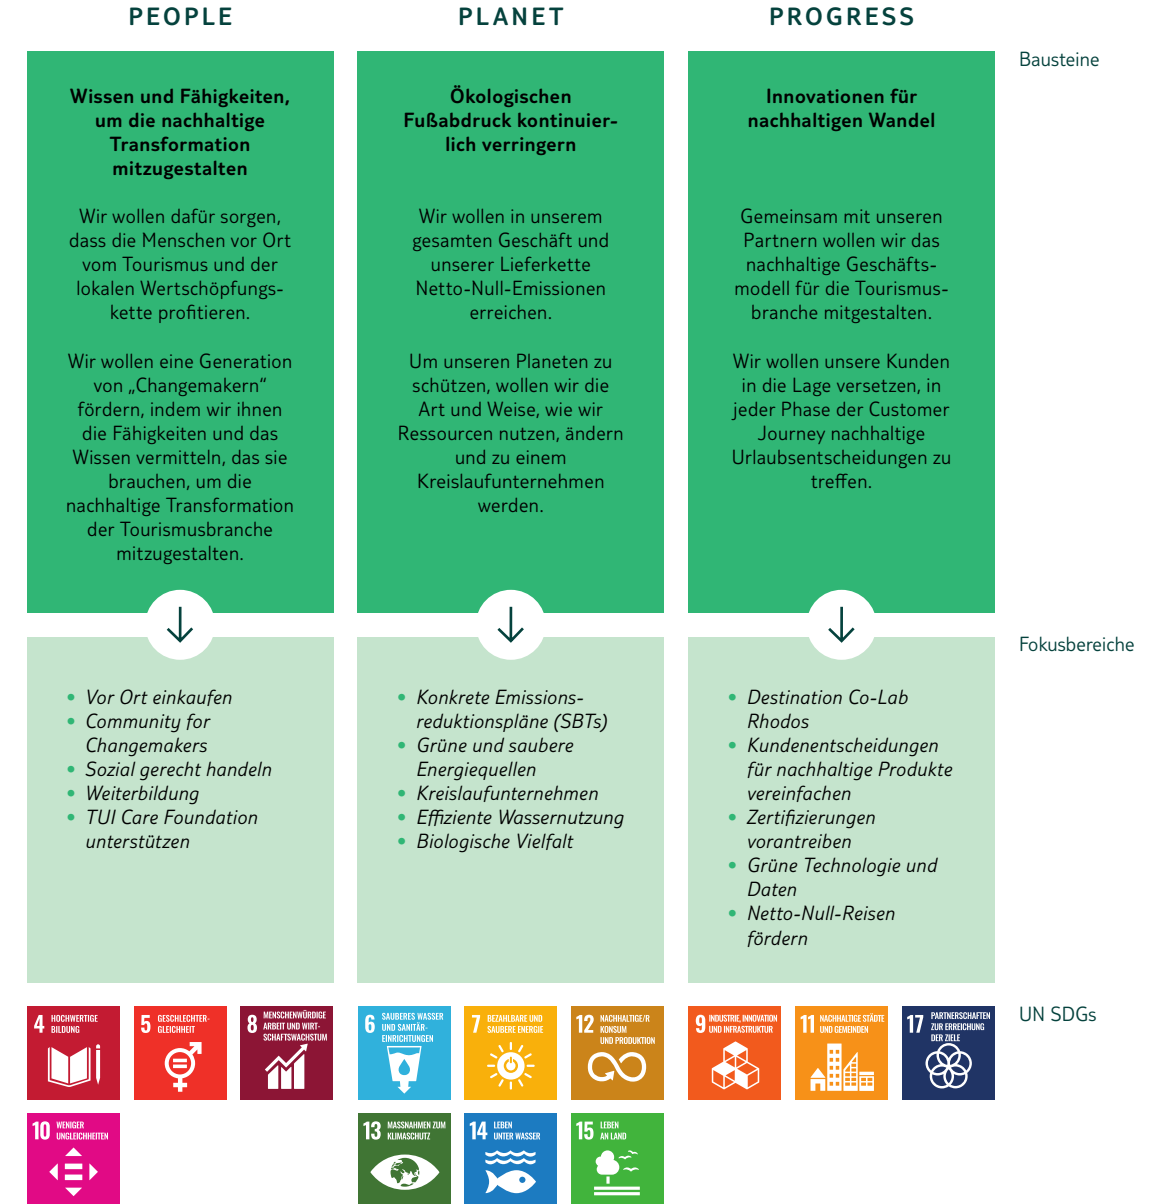 PEOPLE
Wissen und Fähigkeiten,
um die nachhaltige
Transformation
mitzugestalten
Wir wollen dafür sorgen,
dass die Menschen vor Ort
vom Tourismus und der
lokalen Wertschöpfungs-
kette profitieren.
Wir wollen eine Generation
von „Changemakern“
fördern, indem wir ihnen
die Fähigkeiten und das
Wissen vermitteln, das sie
brauchen, um die
nachhaltige Transformation
der Tourismusbranche
mitzugestalten.
PLANET
Ökologischen
Fußabdruck kontinuier-
lich verringern
Wir wollen in unserem
gesamten Geschäft und
unserer Lieferkette
Netto-Null-Emissionen
erreichen.
Um unseren Planeten zu
schützen, wollen wir die
Art und Weise, wie wir
Ressourcen nutzen, ändern
und zu einem
Kreislaufunternehmen
werden.
PROGRESS
Innovationen für
nachhaltigen Wandel
Gemeinsam mit unseren
Partnern wollen wir das
nachhaltige Geschäfts-
modell für die Tourismus-
branche mitgestalten.
Wir wollen unsere Kunden
in die Lage versetzen, in
jeder Phase der Customer
Journey nachhaltige
Urlaubsentscheidungen zu
treffen.
Bausteine
• Vor Ort einkaufen
• Community for
Changemakers
• Sozial gerecht handeln
• Weiterbildung
• TUI Care Foundation
unterstützen
• Konkrete Emissions-
reduktionspläne (SBTs)
• Grüne und saubere
Energiequellen
• Kreislaufunternehmen
• Effiziente Wassernutzung
• Biologische Vielfalt
• Destination Co-Lab
Rhodos
• Kundenentscheidungen
für nachhaltige Produkte
vereinfachen
• Zertifizierungen
vorantreiben
• Grüne Technologie und
Daten
• Netto-Null-Reisen
fördern
Fokusbereiche
4 HOCHWERTIGE
BILDUNG
5 GESCHLECHTER-
GLEICHHEIT
8 MENSCHENWÜRDIGE
ARBEIT UND WIRT-
SCHAFTSWACHSTUM
10 WENIGER
UNGLEICHHEITEN
6 SAUBERES WASSER
UND SANITÄR-
EINRICHTUNGEN
7 BEZAHLBARE UND
SAUBERE ENERGIE
12 NACHHALTIGE/R
KONSUM
UND PRODUKTION
13 MASSNAHMEN ZUM
KLIMASCHUTZ
14 LEBEN
UNTER WASSER
15 LEBEN
AN LAND
9 INDUSTRIE, INNOVATION
UND INFRASTRUKTUR
11 NACHHALTIGE STÄDTE
UND GEMEINDEN
17 PARTNERSCHAFTEN
ZUR ERREICHUNG
DER ZIELE
UN SDGs